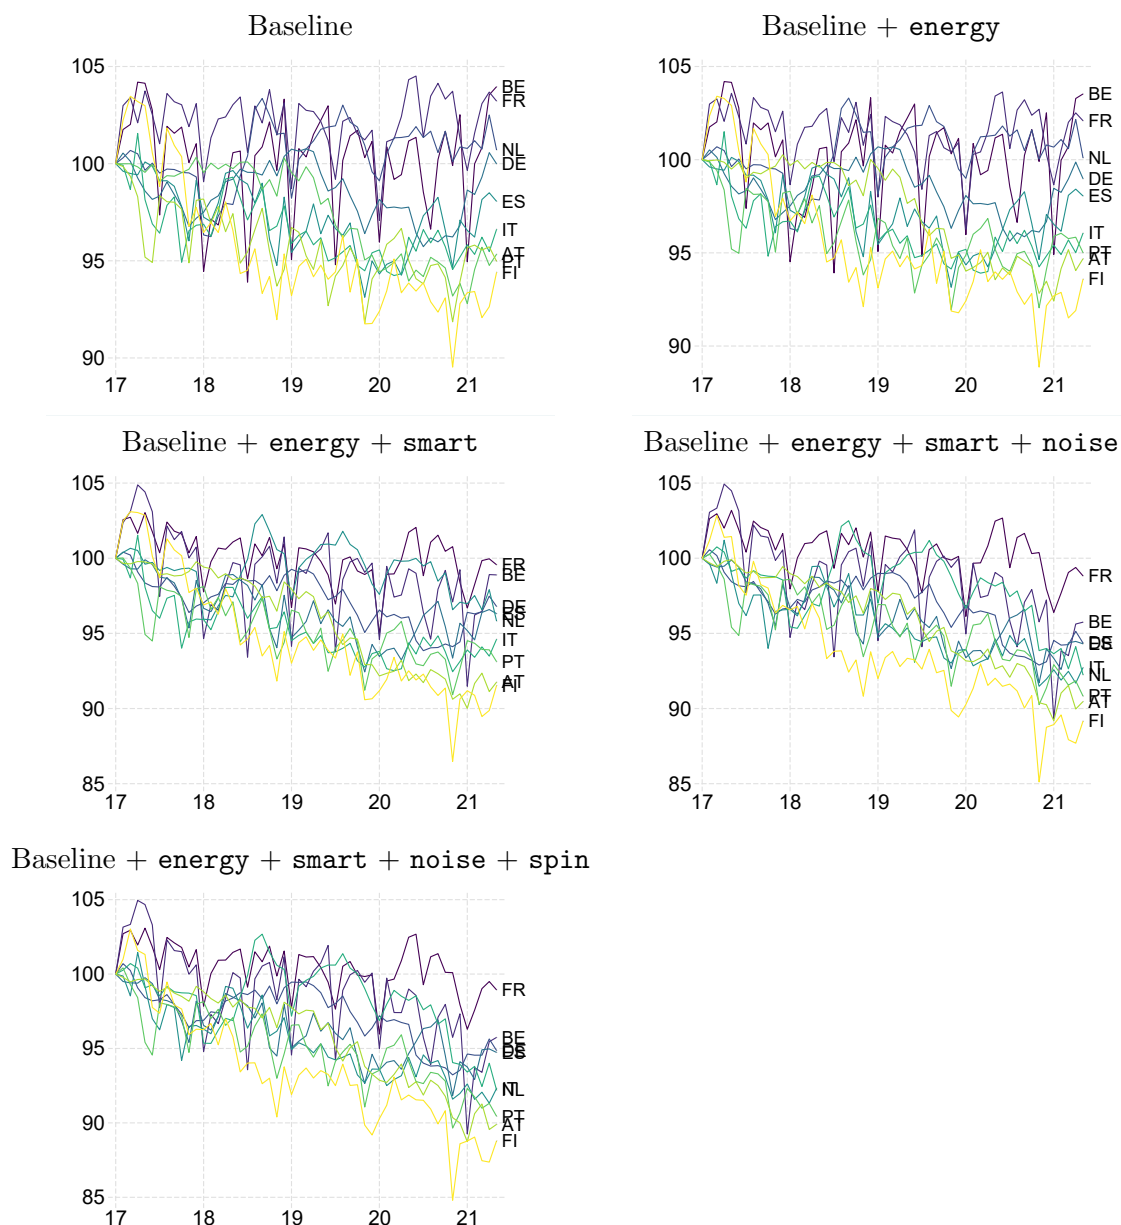 Baseline
105
100
95
90
17 18 19 20 21
BE
FR
NL
DE
ES
IT
AT
PT
FI
Baseline + energy
105
100
95
90
17 18 19 20 21
BE
FR
NL
DE
ES
IT
PT
AT
FI
Baseline + energy + smart
105
100
95
90
85
17 18 19 20 21
FR
BE
DE
ES
NL
IT
PT
AT
FI
Baseline + energy + smart + noise
105
100
95
90
85
17 18 19 20 21
FR
BE
DE
ES
IT
NL
PT
AT
FI
Baseline + energy + smart + noise + spin
105
100
95
90
85
17 18 19 20 21
FR
BE
DE
ES
IT
NL
PT
AT
FI